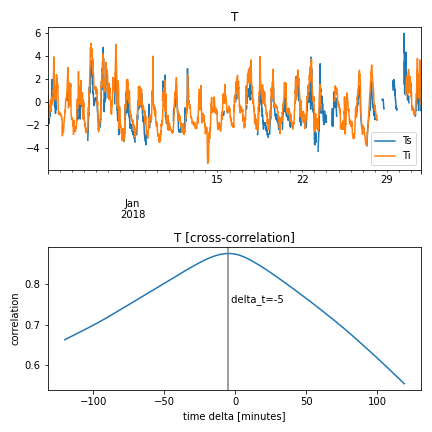 T
6
4
2
0
−2
−4
Ts
Ti
15
22
29
Jan
2018
T [cross-correlation]
0.8
0.7
0.6
correlation
delta_t=-5
−100
−50
0
50
100
time delta [minutes]